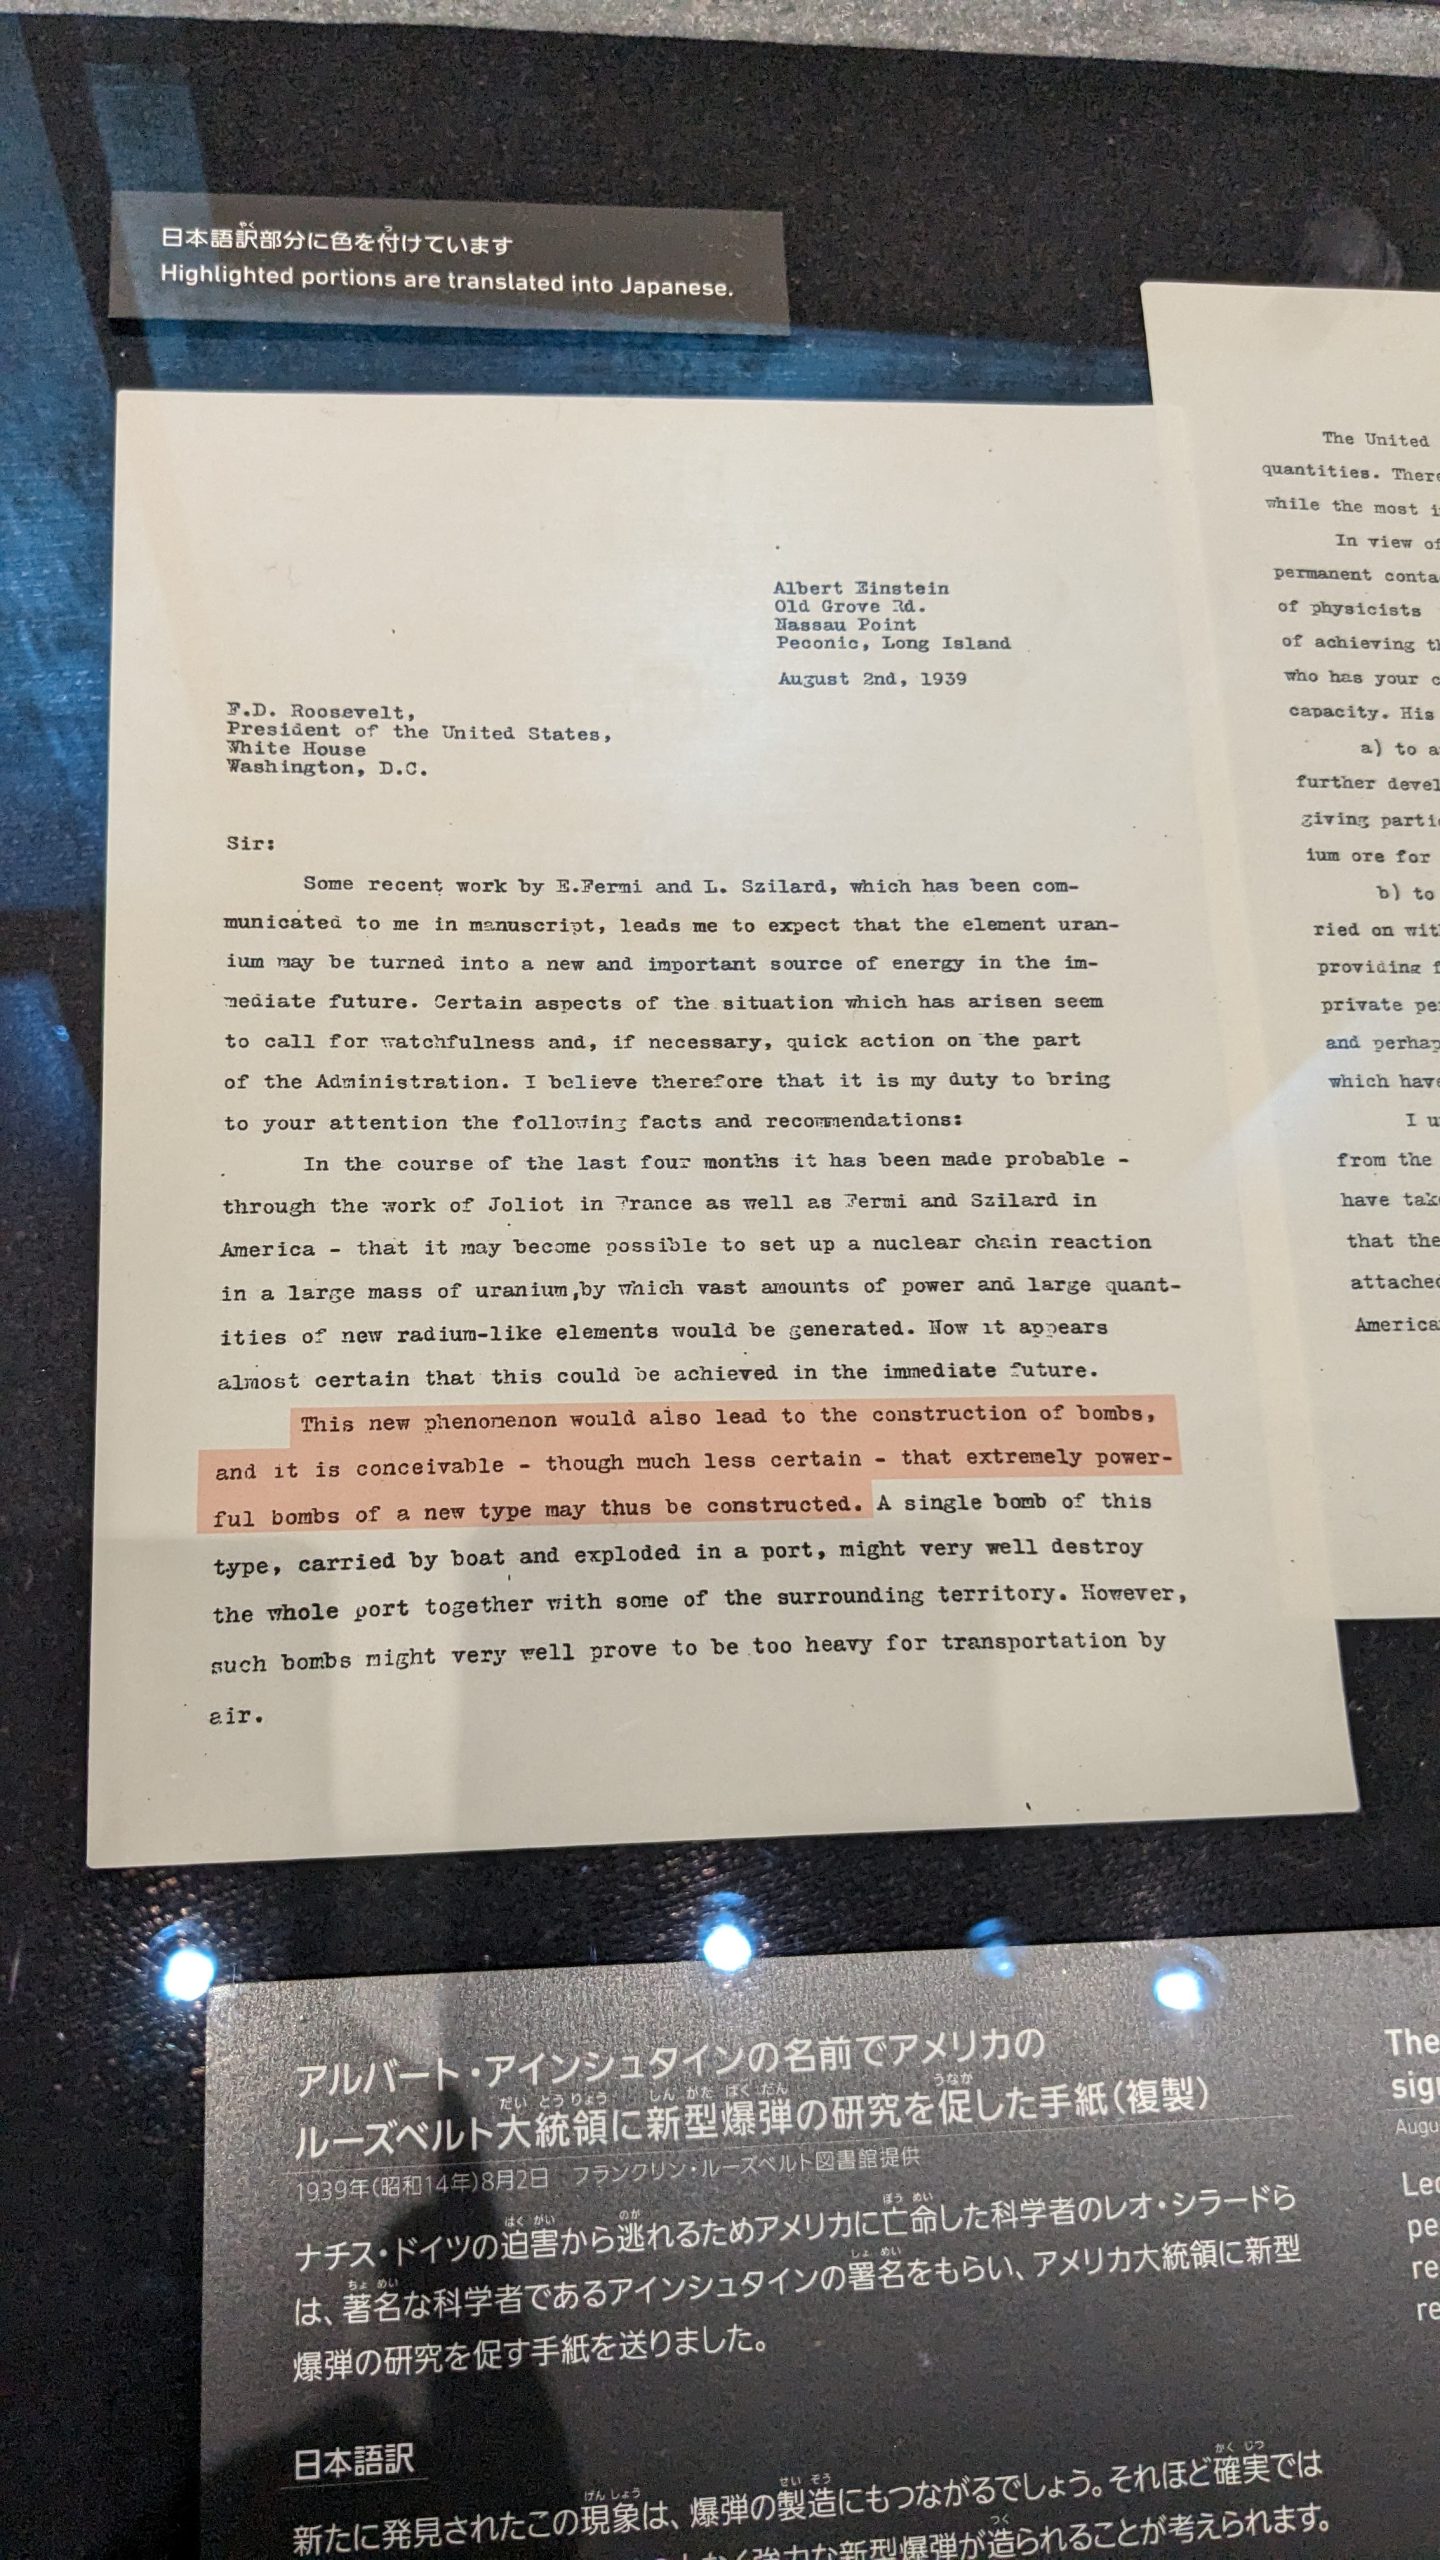 日本語訳部分に色を付けています
Highlighted portions are translated into Japanese.
Albert Einstein
Old Grove Rd.
Nassau Point
Peconic, Long Island
August 2nd, 1939
F.D. Roosevelt,
President of the United States,
White House
Washington, D.C.
Sir:
Some recent work by E.Fermi and L. Szilard, which has been com-
municated to me in manuscript, leads me to expect that the element uran-
ium may be turned into a new and important source of energy in the im-
mediate future. Certain aspects of the situation which has arisen seem
to call for watchfulness and, if necessary, quick action on the part
of the Administration. I believe therefore that it is my duty to bring
to your attention the following facts and recommendations:
In the course of the last four months it has been made probable -
through the work of Joliot in France as well as Fermi and Szilard in
America - that it may become possible to set up a nuclear chain reaction
in a large mass of uranium,by which vast amounts of power and large quant-
ities of new radium-like elements would be generated. Now it appears
almost certain that this could be achieved in the immediate future.
This new phenomenon would also lead to the construction of bombs,
and it is conceivable - though much less certain - that extremely power-
ful bombs of a new type may thus be constructed. A single bomb of this
type, carried by boat and exploded in a port, might very well destroy
the whole port together with some of the surrounding territory. However,
such bombs might very well prove to be too heavy for transportation by
air.
The United
quantities. There
while the most
In view of
permanent
of physicists
of achieving
who has your
capacity. His
a) to
further
giving
ium ore for
b) to
ried on
providing
private
and
which have
I
from the
have
that the
attached
America
アルバート・アインシュタインの名前でアメリカの
ルーズベルト大統領に新型爆弾の研究を促した手紙(複製)
1939年(昭和14年)8月2日 フランクリン・ルーズベルト図書館提供
ナチス・ドイツの迫害から逃れるためアメリカに亡命した科学者のレオ・シラードら
は、著名な科学者であるアインシュタインの署名をもらい、アメリカ大統領に新型
爆弾の研究を促す手紙を送りました。
日本語訳
新たに発見されたこの現象は、爆弾の製造にもつながるでしょう。それほど確実では
強力な新型爆弾が造られることが考えられます。
The